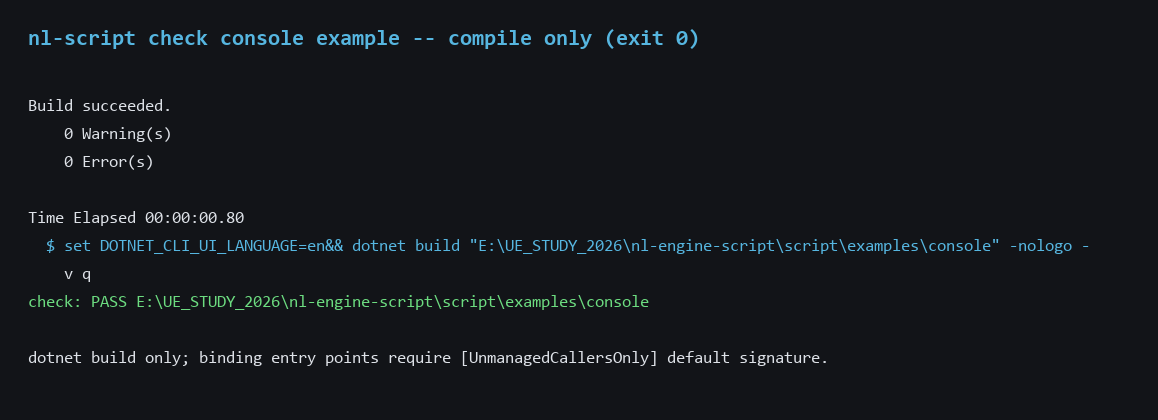 nl-script check console example -- compile only (exit 0)
Build succeeded.
0 Warning(s)
0 Error(s)
Time Elapsed 00:00:00.80
$ set DOTNET_CLI_UI_LANGUAGE=en&& dotnet build "E:\UE_STUDY_2026\nl-engine-script\script\examples\console" -nologo -
v q
check: PASS E:\UE_STUDY_2026\nl-engine-script\script\examples\console
dotnet build only; binding entry points require [UnmanagedCallersOnly] default signature.